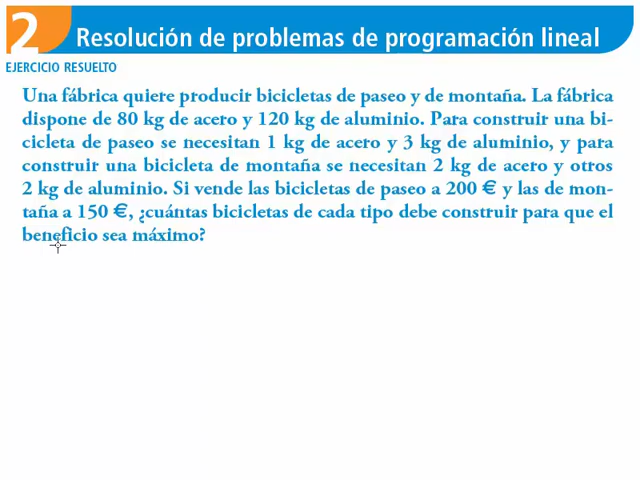 2 Resolución de problemas de programación lineal
EJERCICIO RESUELTO
Una fábrica quiere producir bicicletas de paseo y de montaña. La fábrica
dispone de 80 kg de acero y 120 kg de aluminio. Para construir una bi-
cicleta de paseo se necesitan 1 kg de acero y 3 kg de aluminio, y para
construir una bicicleta de montaña se necesitan 2 kg de acero y otros
2 kg de aluminio. Si vende las bicicletas de paseo a 200 € y las de mon-
taña a 150 €, ¿cuántas bicicletas de cada tipo debe construir para que el
beneficio sea máximo?